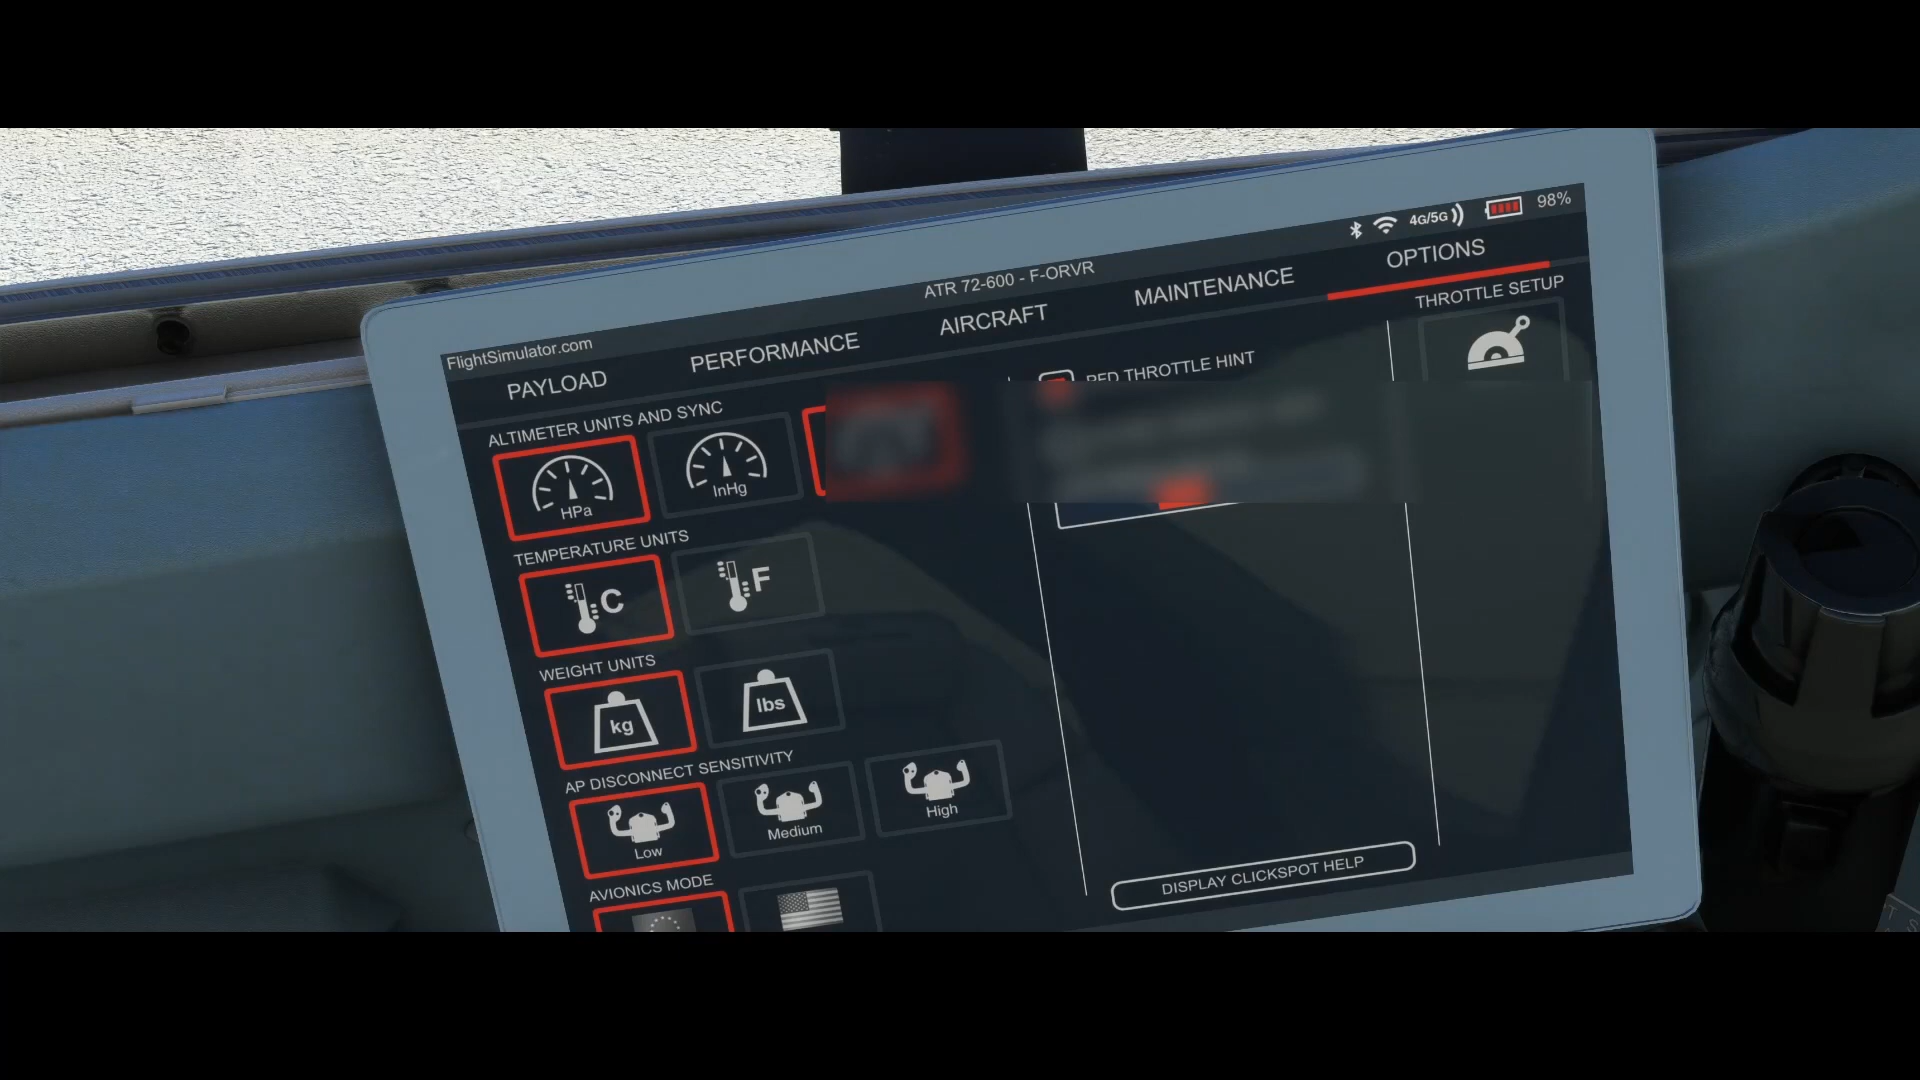 FlightSimulator.com
ATR 72-600 - F-ORVR
4G/5G
98%
PAYLOAD
PERFORMANCE
AIRCRAFT
MAINTENANCE
OPTIONS
ALTIMETER UNITS AND SYNC
HPa
InHg
TEMPERATURE UNITS
C
F
WEIGHT UNITS
kg
lbs
AP DISCONNECT SENSITIVITY
Low
Medium
High
AVIONICS MODE
THROTTLE HINT
DISPLAY CLICKSPOT HELP
THROTTLE SETUP